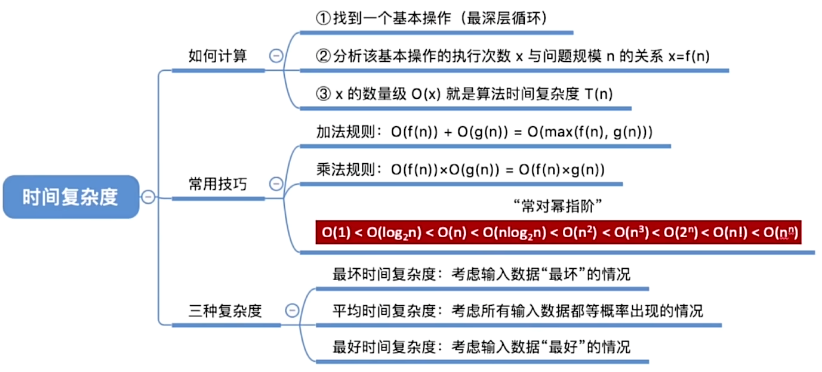 时间复杂度
如何计算
①找到一个基本操作（最深层循环）
②分析该基本操作的执行次数 x 与问题规模 n 的关系 x=f(n)
③ x 的数量级 O(x) 就是算法时间复杂度 T(n)
常用技巧
加法规则：O(f(n)) + O(g(n)) = O(max(f(n), g(n)))
乘法规则：O(f(n))×O(g(n)) = O(f(n)×g(n))
“常对幂指阶”
O(1) < O(log₂n) < O(n) < O(nlog₂n) < O(n²) < O(n³) < O(2ⁿ) < O(n!) < O(nⁿ)
三种复杂度
最坏时间复杂度：考虑输入数据“最坏”的情况
平均时间复杂度：考虑所有输入数据都等概率出现的情况
最好时间复杂度：考虑输入数据“最好”的情况